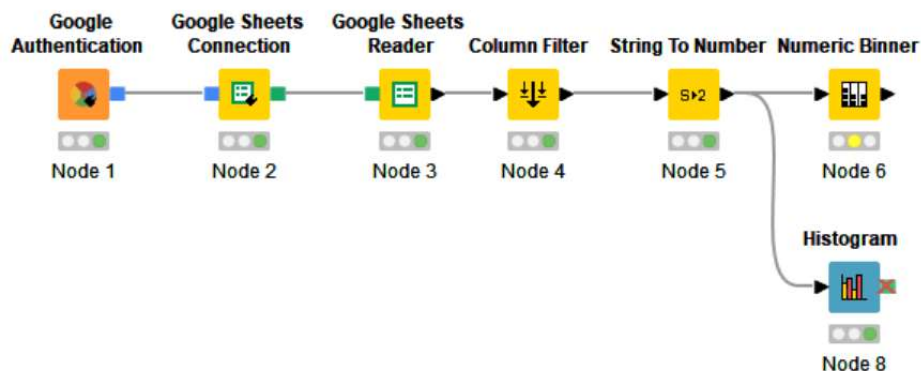 Google
Authentication
Google Sheets
Connection
Google Sheets
Reader
Column Filter
String To Number
Numeric Binner
S▸2
Node 1
Node 2
Node 3
Node 4
Node 5
Node 6
Histogram
Node 8